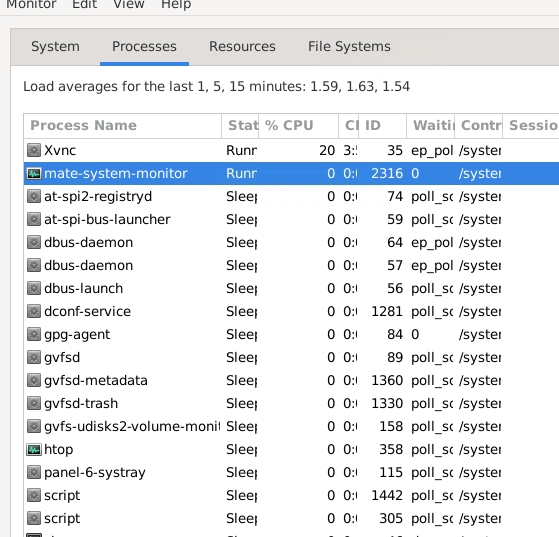 Monitor Edit View Help
System Processes Resources File Systems
Load averages for the last 1, 5, 15 minutes: 1.59, 1.63, 1.54
Process Name Stat % CPU CI ID Waiti Contr Sessio
Xvnc Runr 20 3:5 35 ep_pol /syster
mate-system-monitor Runr 0 0:0 2316 0 /syster
at-spi2-registryd Sleep 0 0:0 74 poll_sc /syster
at-spi-bus-launcher Sleep 0 0:0 59 poll_sc /syster
dbus-daemon Sleep 0 0:0 64 ep_pol /syster
dbus-daemon Sleep 0 0:0 57 ep_pol /syster
dbus-launch Sleep 0 0:0 56 poll_sc /syster
dconf-service Sleep 0 0:0 1281 poll_sc /syster
gpg-agent Sleep 0 0:0 84 0 /syster
gvfsd Sleep 0 0:0 89 poll_sc /syster
gvfsd-metadata Sleep 0 0:0 1360 poll_sc /syster
gvfsd-trash Sleep 0 0:0 1330 poll_sc /syster
gvfs-udisks2-volume-monit Sleep 0 0:0 158 poll_sc /syster
htop Sleep 0 0:0 358 poll_sc /syster
panel-6-systray Sleep 0 0:0 115 poll_sc /syster
script Sleep 0 0:0 1442 poll_sc /syster
script Sleep 0 0:0 305 poll_sc /syster